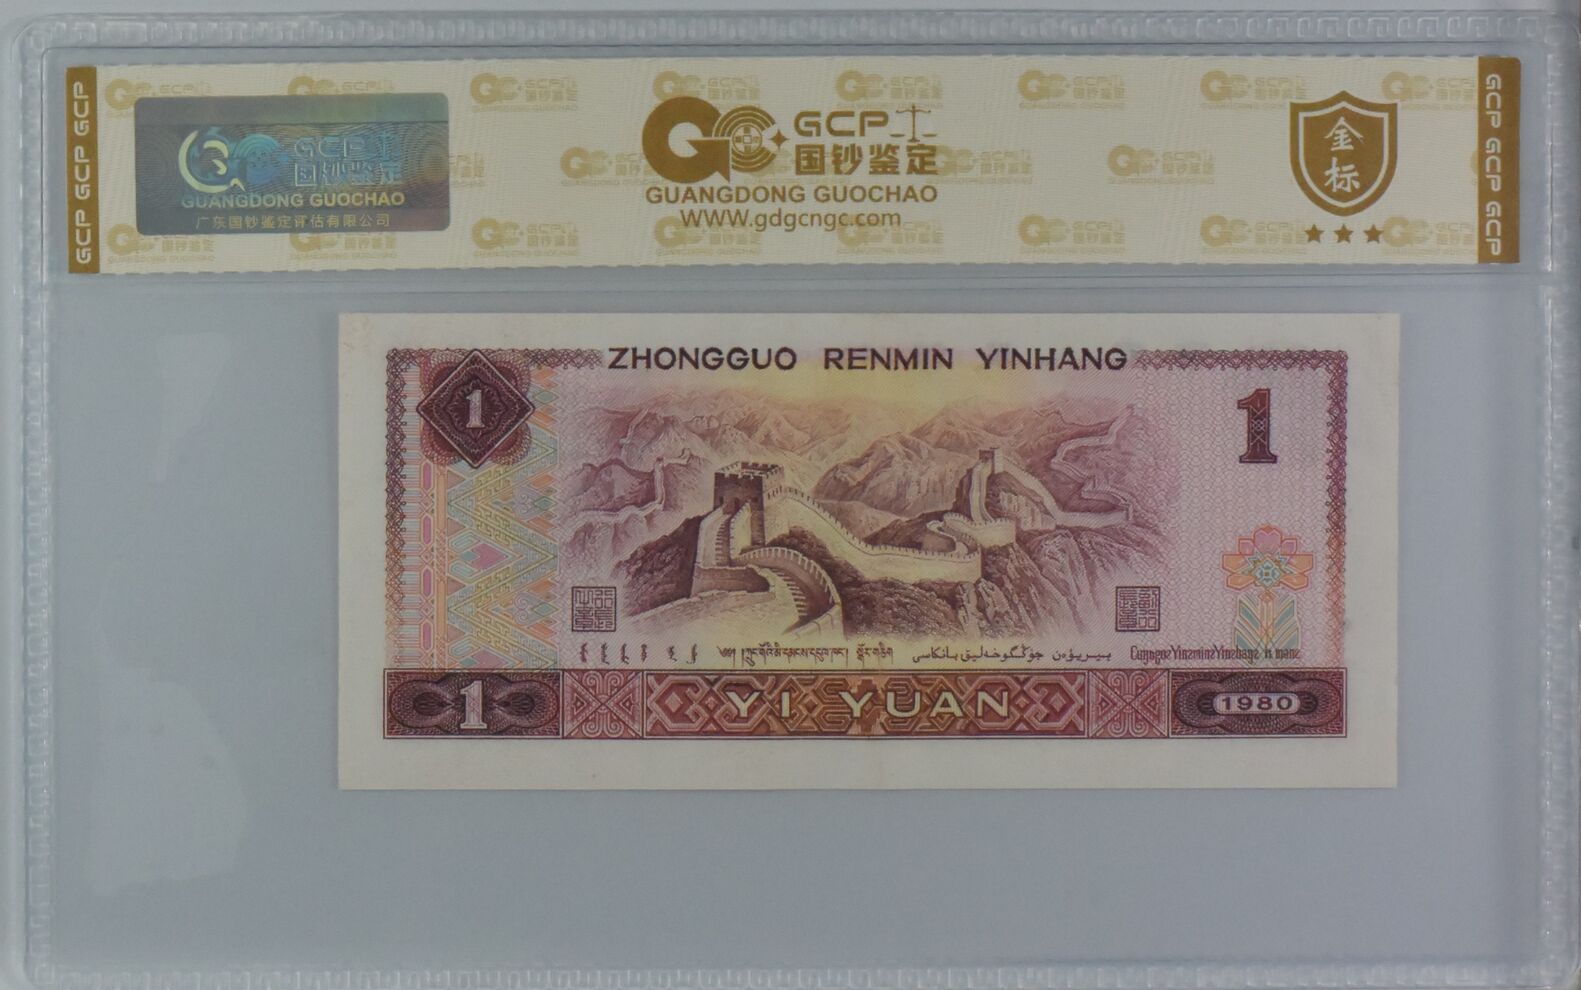 GCP GCP GCP
GCP
国钞鉴定
GUANGDONG GUOCHAO
广东国钞鉴定评估有限公司
GCP
国钞鉴定
GUANGDONG GUOCHAO
WWW.gdgcngc.com
金标
GCP GCP GCP
ZHONGGUO RENMIN YINHANG
1
1
1
YI YUAN
1980